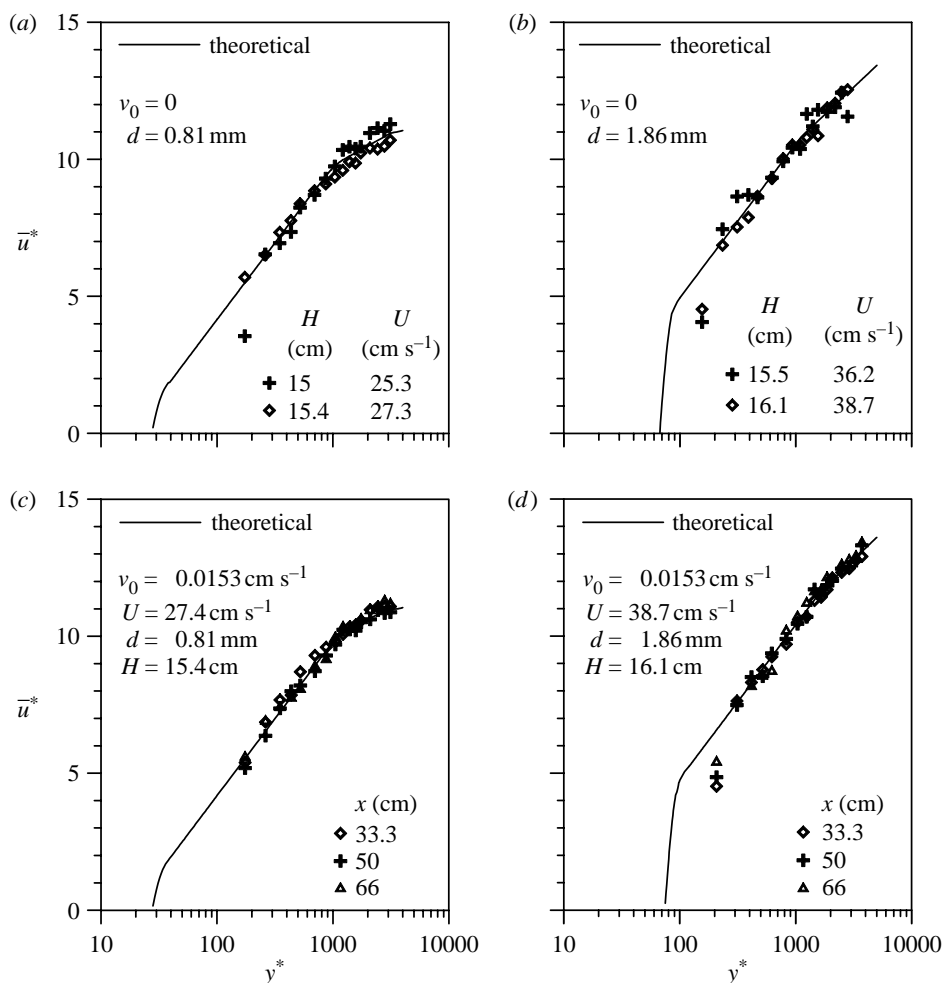 (a)
15
theoretical
v0 = 0
d = 0.81 mm
10
ū*
5
H U
(cm) (cm s–1)
15 25.3
15.4 27.3
0
(b)
theoretical
v0 = 0
d = 1.86 mm
H U
(cm) (cm s–1)
15.5 36.2
16.1 38.7
10 100 1000 10000
(c)
15
theoretical
v0 = 0.0153 cm s–1
U = 27.4 cm s–1
d = 0.81 mm
H = 15.4 cm
10
ū*
5
x (cm)
33.3
50
66
0
10 100 1000 10000
y*
(d)
theoretical
v0 = 0.0153 cm s–1
U = 38.7 cm s–1
d = 1.86 mm
H = 16.1 cm
x (cm)
33.3
50
66
10 100 1000 10000
y*